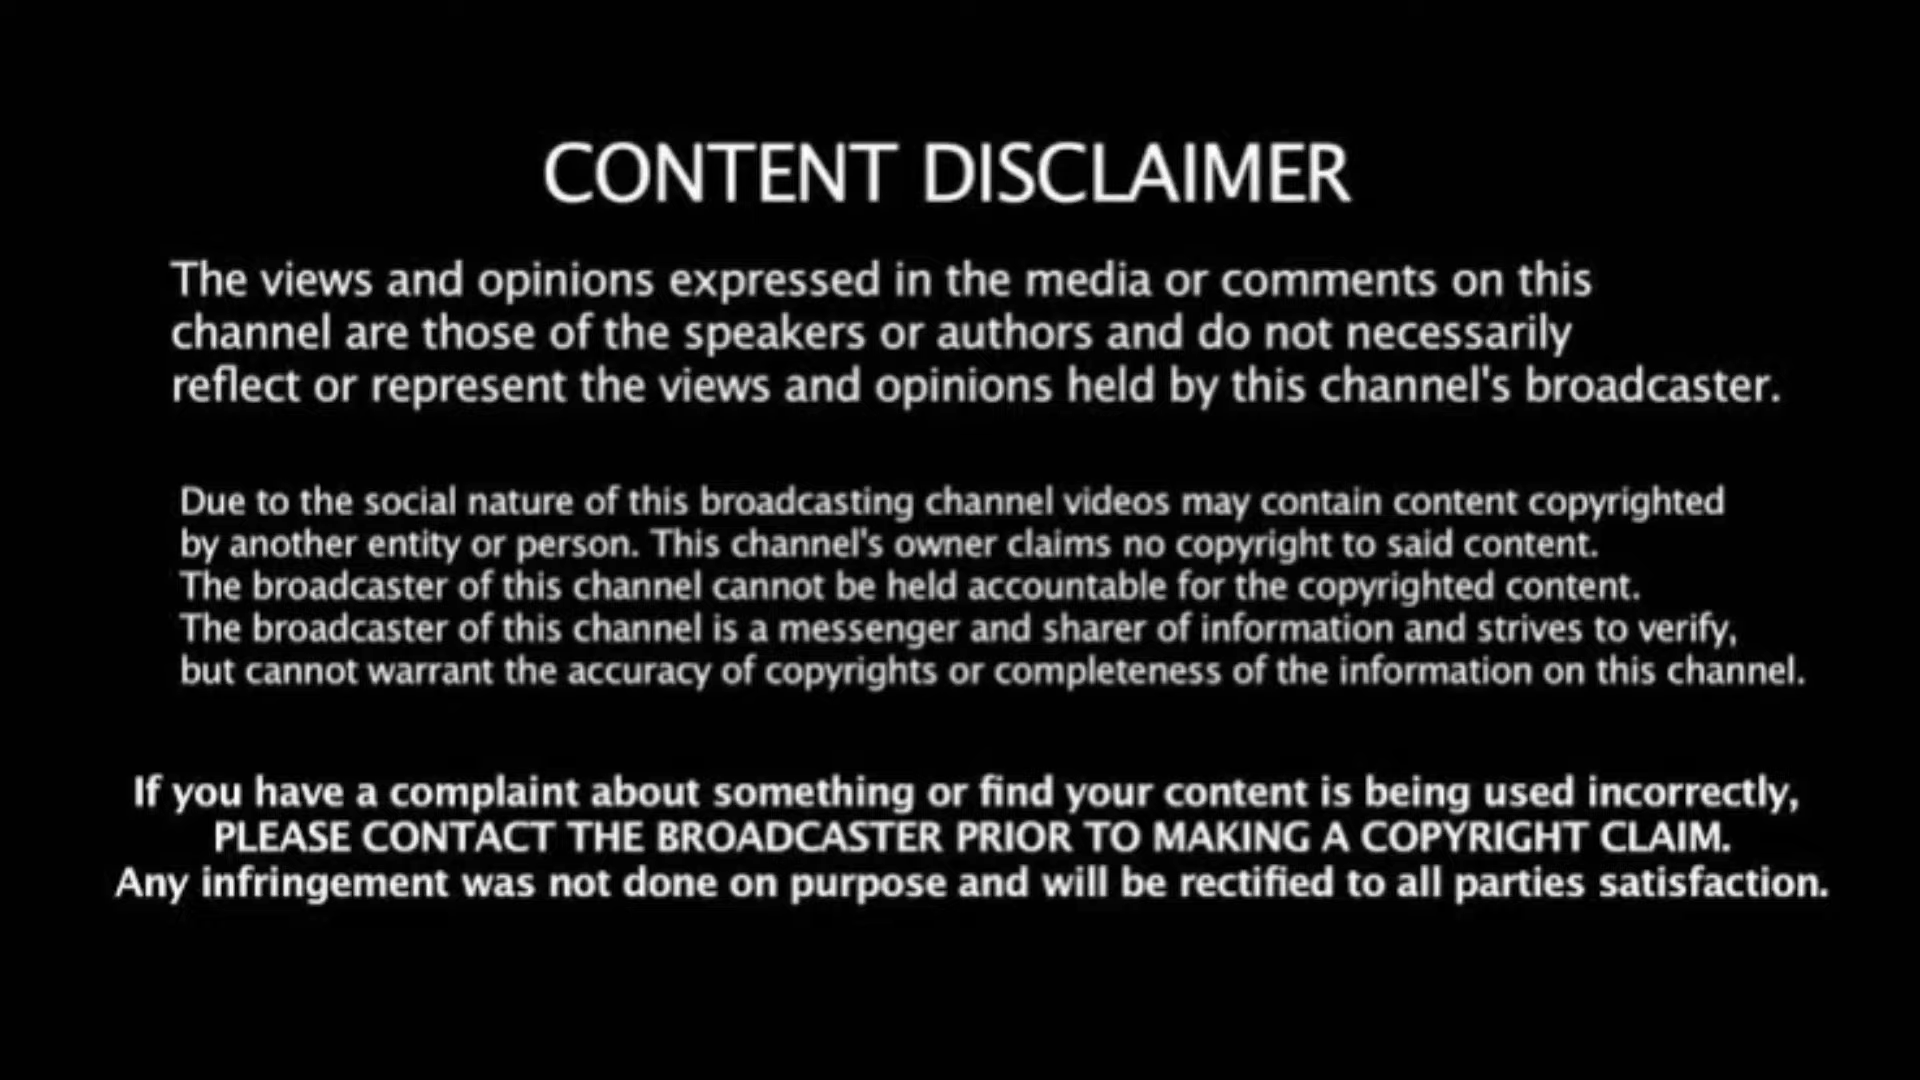 CONTENT DISCLAIMER
The views and opinions expressed in the media or comments on this
channel are those of the speakers or authors and do not necessarily
reflect or represent the views and opinions held by this channel's broadcaster.
Due to the social nature of this broadcasting channel videos may contain content copyrighted
by another entity or person. This channel's owner claims no copyright to said content.
The broadcaster of this channel cannot be held accountable for the copyrighted content.
The broadcaster of this channel is a messenger and sharer of information and strives to verify,
but cannot warrant the accuracy of copyrights or completeness of the information on this channel.
If you have a complaint about something or find your content is being used incorrectly,
PLEASE CONTACT THE BROADCASTER PRIOR TO MAKING A COPYRIGHT CLAIM.
Any infringement was not done on purpose and will be rectified to all parties satisfaction.